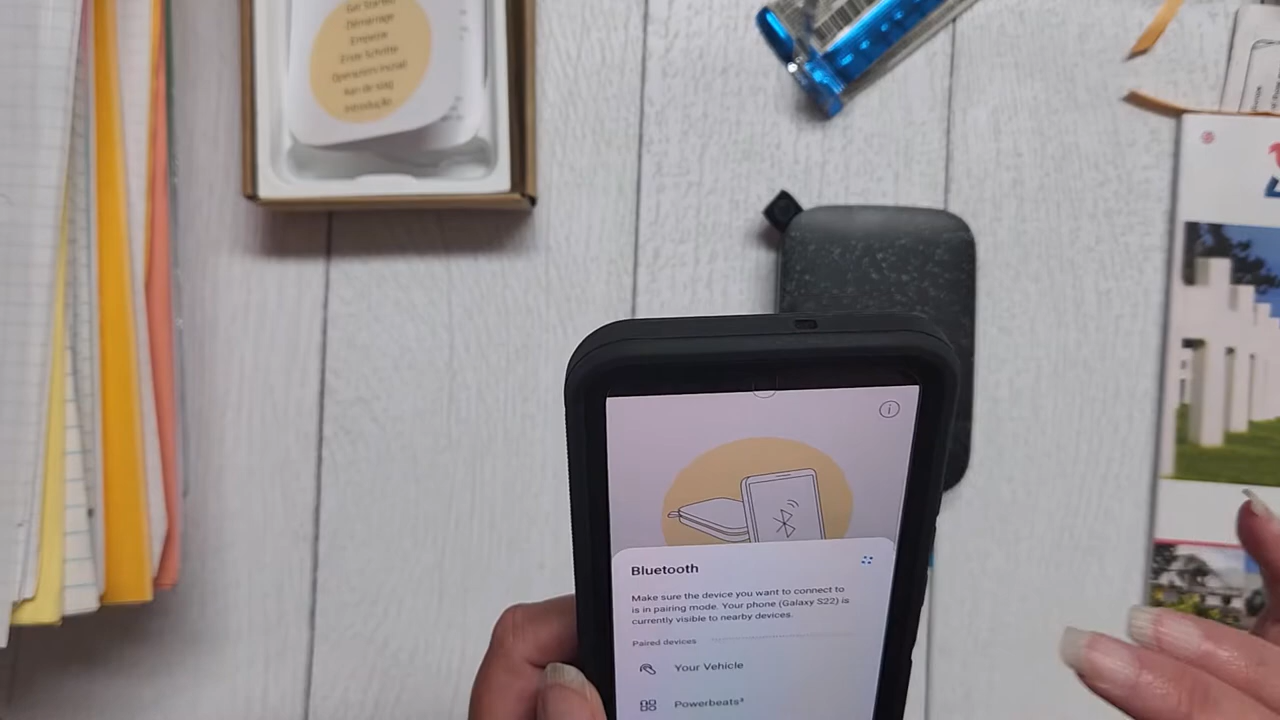 Get Started
Démarrage
Empezar
Erste Schritte
Operazioni iniziali
Aan de slag
Introdução
Bluetooth
Make sure the device you want to connect to
is in pairing mode. Your phone (Galaxy S22) is
currently visible to nearby devices.
Paired devices
Your Vehicle
Powerbeats³